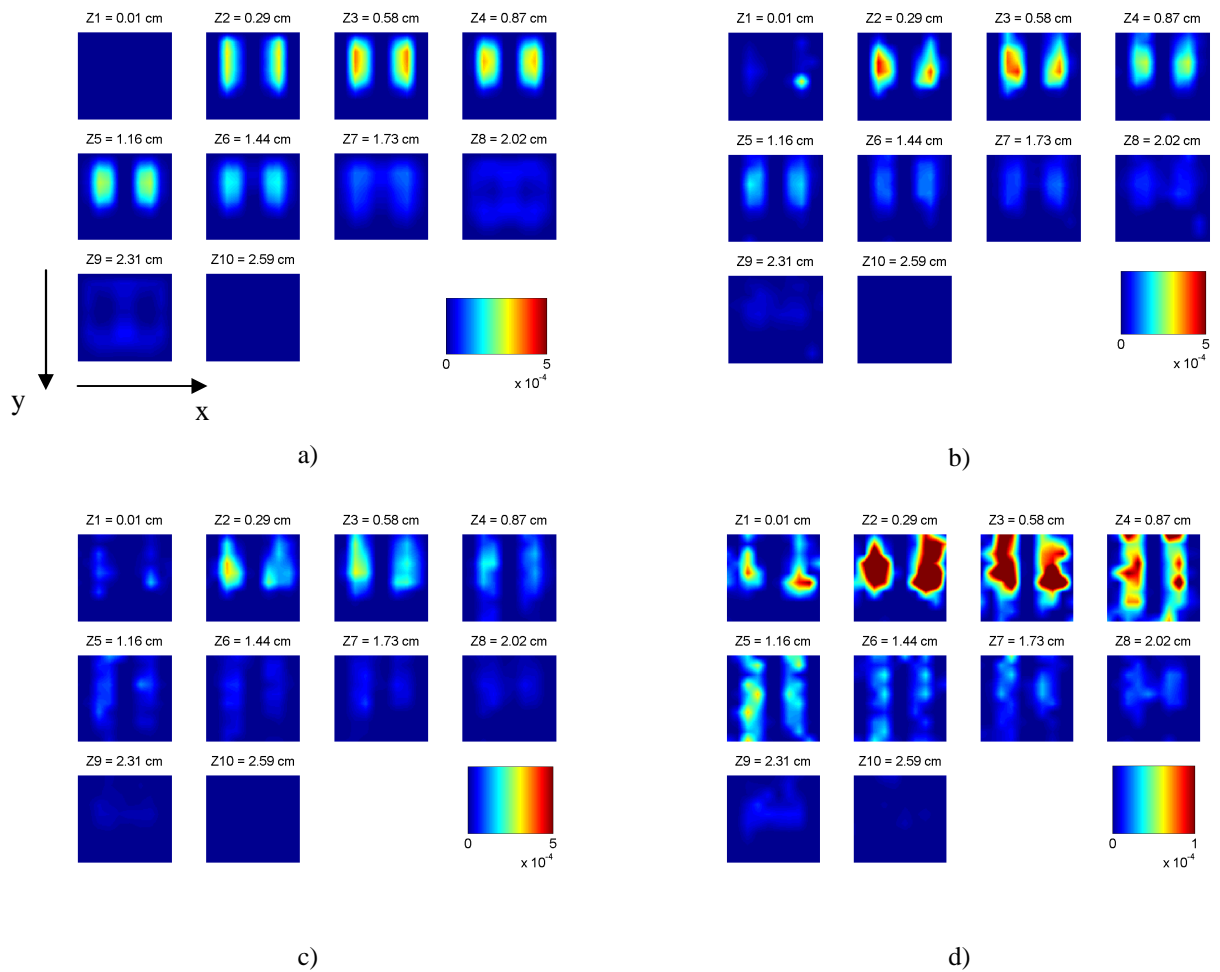 Z1 = 0.01 cm
Z2 = 0.29 cm
Z3 = 0.58 cm
Z4 = 0.87 cm
Z5 = 1.16 cm
Z6 = 1.44 cm
Z7 = 1.73 cm
Z8 = 2.02 cm
Z9 = 2.31 cm
Z10 = 2.59 cm
0
5
x 10⁻⁴
y
x
a)
Z1 = 0.01 cm
Z2 = 0.29 cm
Z3 = 0.58 cm
Z4 = 0.87 cm
Z5 = 1.16 cm
Z6 = 1.44 cm
Z7 = 1.73 cm
Z8 = 2.02 cm
Z9 = 2.31 cm
Z10 = 2.59 cm
0
5
x 10⁻⁴
b)
Z1 = 0.01 cm
Z2 = 0.29 cm
Z3 = 0.58 cm
Z4 = 0.87 cm
Z5 = 1.16 cm
Z6 = 1.44 cm
Z7 = 1.73 cm
Z8 = 2.02 cm
Z9 = 2.31 cm
Z10 = 2.59 cm
0
5
x 10⁻⁴
c)
Z1 = 0.01 cm
Z2 = 0.29 cm
Z3 = 0.58 cm
Z4 = 0.87 cm
Z5 = 1.16 cm
Z6 = 1.44 cm
Z7 = 1.73 cm
Z8 = 2.02 cm
Z9 = 2.31 cm
Z10 = 2.59 cm
0
1
x 10⁻⁴
d)